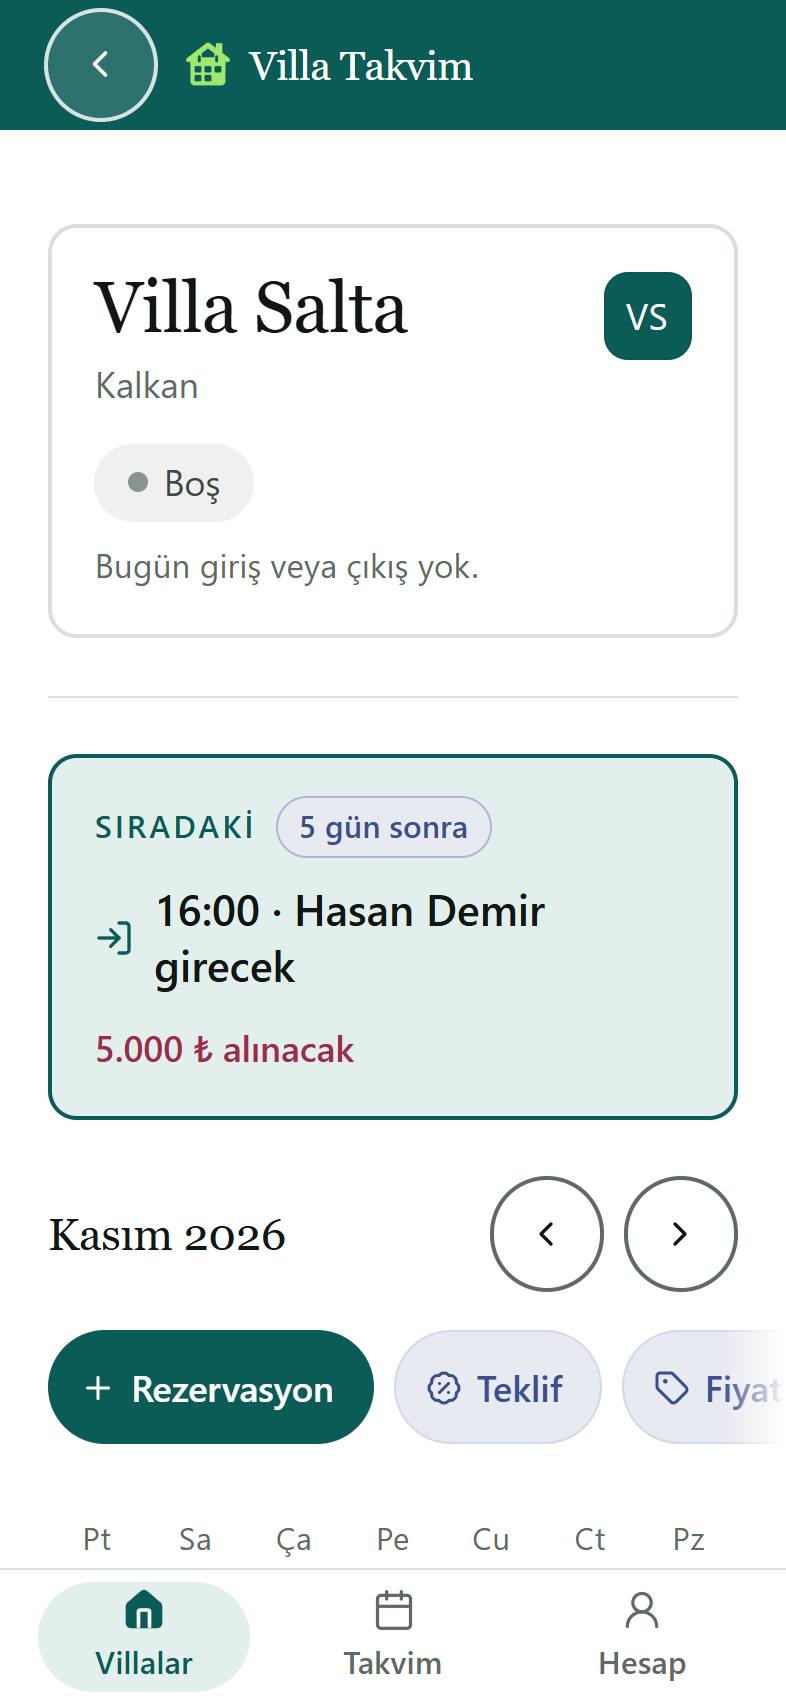 Villa Takvim
Villa Salta
VS
Kalkan
Boş
Bugün giriş veya çıkış yok.
SIRADAKİ
5 gün sonra
16:00 · Hasan Demir
girecek
5.000 ₺ alınacak
Kasım 2026
Rezervasyon
Teklif
Fiyat
Pt Sa Ça Pe Cu Ct Pz
Villalar
Takvim
Hesap